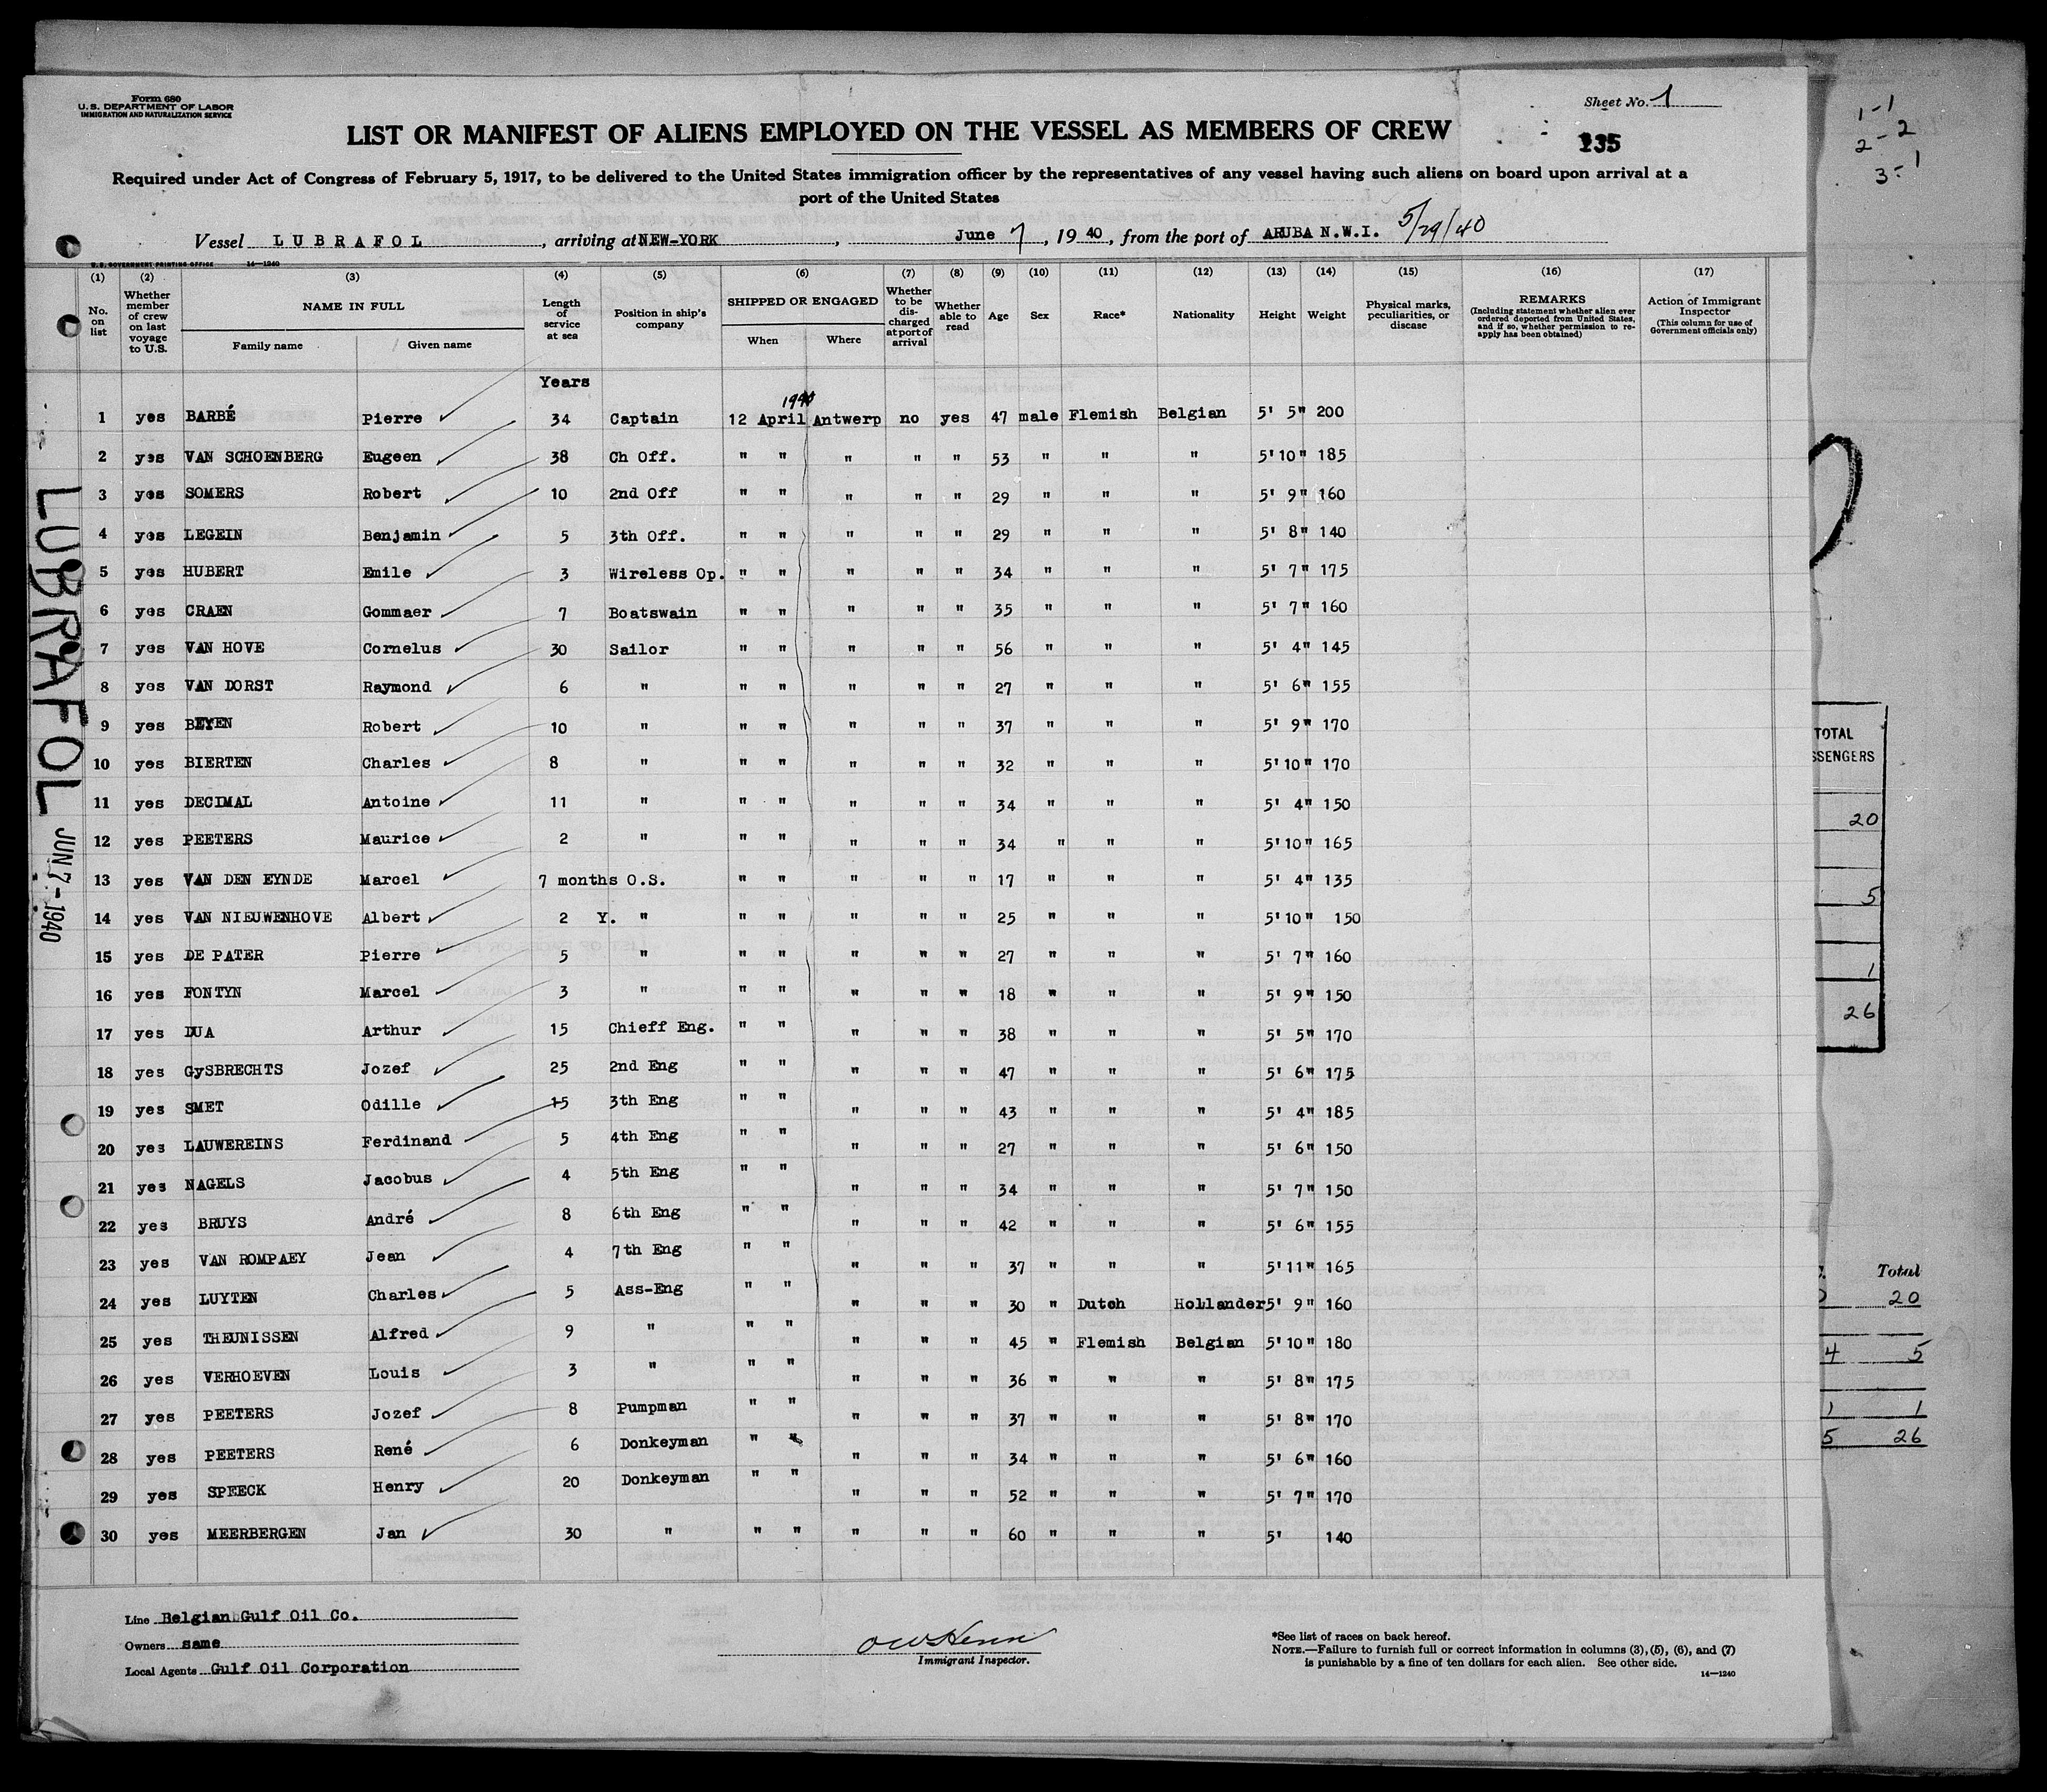 Form 680
U. S. DEPARTMENT OF LABOR
IMMIGRATION AND NATURALIZATION SERVICE
Sheet No. 1
LIST OR MANIFEST OF ALIENS EMPLOYED ON THE VESSEL AS MEMBERS OF CREW
135
Required under Act of Congress of February 5, 1917, to be delivered to the United States immigration officer by the representatives of any vessel having such aliens on board upon arrival at a
port of the United States
Vessel LUBRAFOL, arriving at NEW-YORK, June 7, 1940, from the port of ARUBA N.W.I. 5/29/40
U. S. GOVERNMENT PRINTING OFFICE 14—1240
(1) No. on list
(2) Whether member of crew on last voyage to U.S.
(3) NAME IN FULL Family name Given name
(4) Length of service at sea
(5) Position in ship's company
(6) SHIPPED OR ENGAGED When Where
(7) Whether to be discharged at port of arrival
(8) Whether able to read
(9) Age
(10) Sex
(11) Race*
(12) Nationality
(13) Height
(14) Weight
(15) Physical marks, peculiarities, or disease
(16) REMARKS (Including statement whether alien ever ordered deported from United States, and if so, whether permission to re-apply has been obtained)
(17) Action of Immigrant Inspector (This column for use of Government officials only)
Years
1940
1 yes BARBÉ Pierre 34 Captain 12 April Antwerp no yes 47 male Flemish Belgian 5' 5" 200
2 yes VAN SCHOENBERG Eugeen 38 Ch Off. " " " " " 53 " " " 5'10" 185
3 yes SOMERS Robert 10 2nd Off " " " " " 29 " " " 5' 9" 160
4 yes LEGEIN Benjamin 5 3th Off. " " " " " 29 " " " 5' 8" 140
5 yes HUBERT Emile 3 Wireless Op. " " " " " 34 " " " 5' 7" 175
6 yes CRAEN Gommaer 7 Boatswain " " " " " 35 " " " 5' 7" 160
7 yes VAN HOVE Cornelus 30 Sailor " " " " " 56 " " " 5' 4" 145
8 yes VAN DORST Raymond 6 " " " " " " 27 " " " 5' 6" 155
9 yes BEYEN Robert 10 " " " " " " 37 " " " 5' 9" 170
10 yes BIERTEN Charles 8 " " " " " " 32 " " " 5'10" 170
11 yes DECIMAL Antoine 11 " " " " " " 34 " " " 5' 4" 150
12 yes PEETERS Maurice 2 " " " " " " 34 " " " 5'10" 165
13 yes VAN DEN EYNDE Marcel 7 months O.S. " " " " " 17 " " " 5' 4" 135
14 yes VAN NIEUWENHOVE Albert 2 Y. " " " " " " 25 " " " 5'10" 150
15 yes DE PATER Pierre 5 " " " " " " 27 " " " 5' 7" 160
16 yes FONTYN Marcel 3 " " " " " " 18 " " " 5' 9" 150
17 yes DUA Arthur 15 Chieff Eng. " " " " " 38 " " " 5' 5" 170
18 yes GySBRECHTS Jozef 25 2nd Eng " " " " " 47 " " " 5' 6" 175
19 yes SMET Odille 15 3th Eng " " " " " 43 " " " 5' 4" 185
20 yes LAUWEREINS Ferdinand 5 4th Eng " " " " " 27 " " " 5' 6" 150
21 yes NAGELS Jacobus 4 5th Eng " " " " " 34 " " " 5' 7" 150
22 yes BRUYS André 8 6th Eng " " " " " 42 " " " 5' 6" 155
23 yes VAN ROMPAEY Jean 4 7th Eng " " " " " 37 " " " 5'11" 165
24 yes LUYTEN Charles 5 Ass-Eng " " " " " 30 " Dutch Hollander 5' 9" 160
25 yes THEUNISSEN Alfred 9 " " " " " " 45 " Flemish Belgian 5'10" 180
26 yes VERHOEVEN Louis 3 " " " " " " 36 " " " 5' 8" 175
27 yes PEETERS Jozef 8 Pumpman " " " " " 37 " " " 5' 8" 170
28 yes PEETERS René 6 Donkeyman " " " " " 34 " " " 5' 6" 160
29 yes SPEECK Henry 20 Donkeyman " " " " " 52 " " " 5' 7" 170
30 yes MEERBERGEN Jan 30 " " " " " " 60 " " " 5' 140
Line Belgian Gulf Oil Co.
Owners same
Local Agents Gulf Oil Corporation
Immigrant Inspector.
*See list of races on back hereof.
NOTE.—Failure to furnish full or correct information in columns (3), (5), (6), and (7)
is punishable by a fine of ten dollars for each alien. See other side.
14—1240
LUBRAFOL JUN 7-1940
1-1
2-2
3-1
TOTAL
SSENGERS
20
5
1
26
Total
20
4 5
1 1
5 26